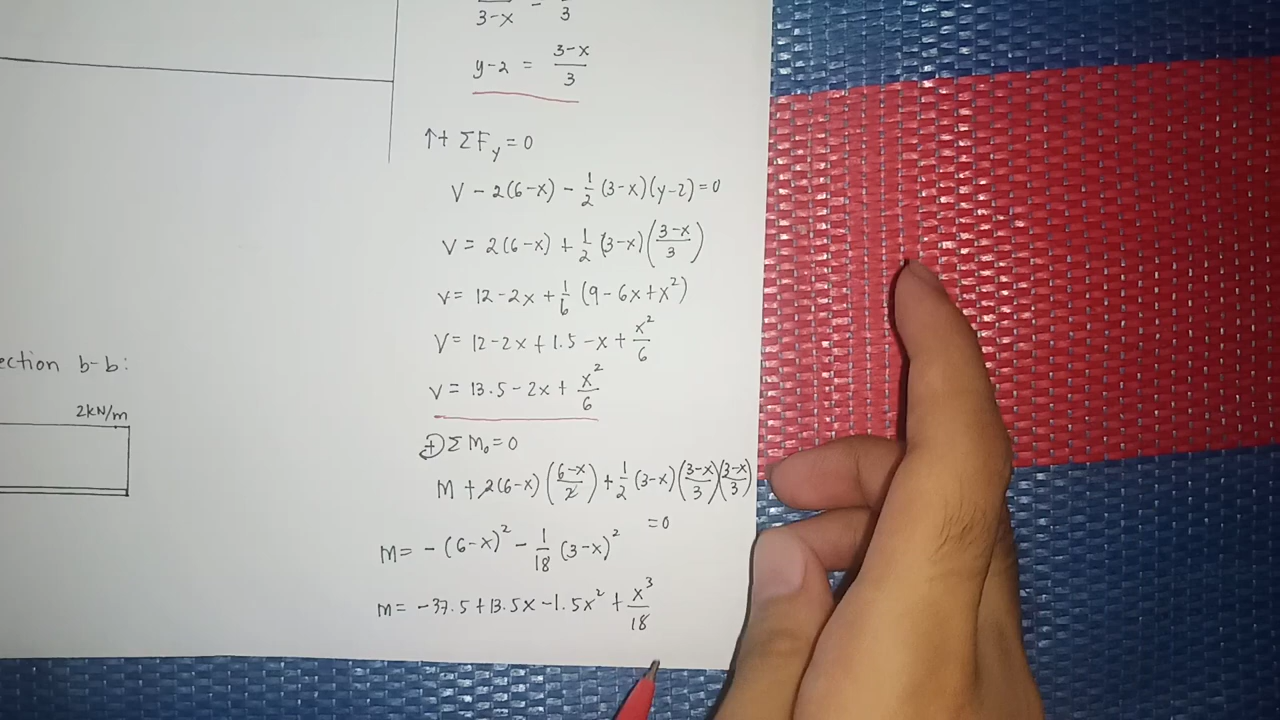 3-x - 3
y-2 = 3-x/3
↑+ ΣFy = 0
V - 2(6-x) - 1/2 (3-x)(y-2) = 0
V = 2(6-x) + 1/2 (3-x)(3-x/3)
V = 12-2x + 1/6 (9-6x+x²)
V = 12-2x+1.5-x+x²/6
V = 13.5-2x+x²/6
ection b-b:
2kN/m
+ ΣMo = 0
M + 2(6-x)(6-x/2) + 1/2 (3-x)(3-x/3)(3-x/3)
=0
M = -(6-x)² - 1/18 (3-x)²
m = -37.5+13.5x-1.5x²+x³/18